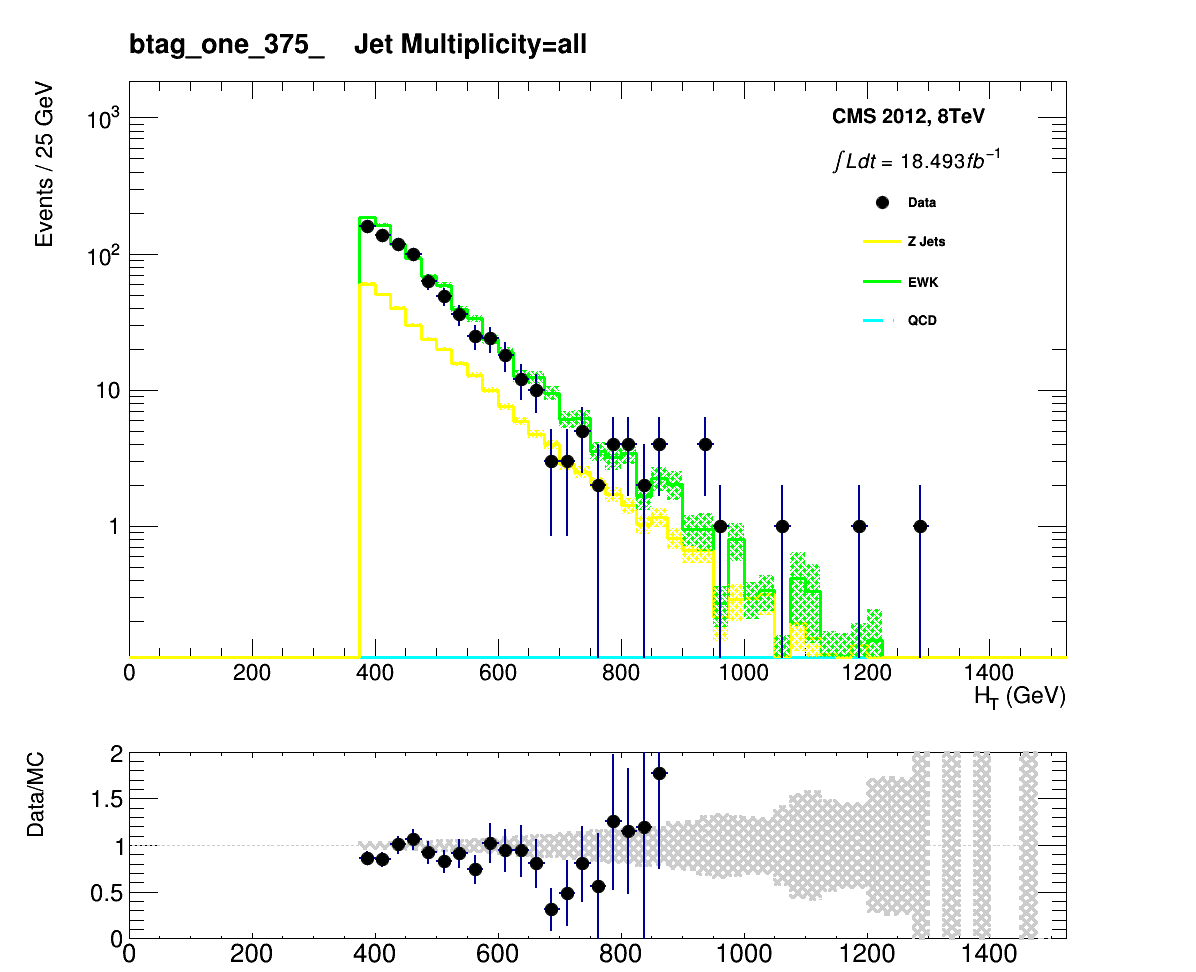 btag_one_375_ Jet Multiplicity=all
Events / 25 GeV
10³
10²
10
1
CMS 2012, 8TeV
∫Ldt = 18.493fb⁻¹
Data
Z Jets
EWK
QCD
0 200 400 600 800 1000 1200 1400
H_T (GeV)
Data/MC
2
1.5
1
0.5
0
0 200 400 600 800 1000 1200 1400